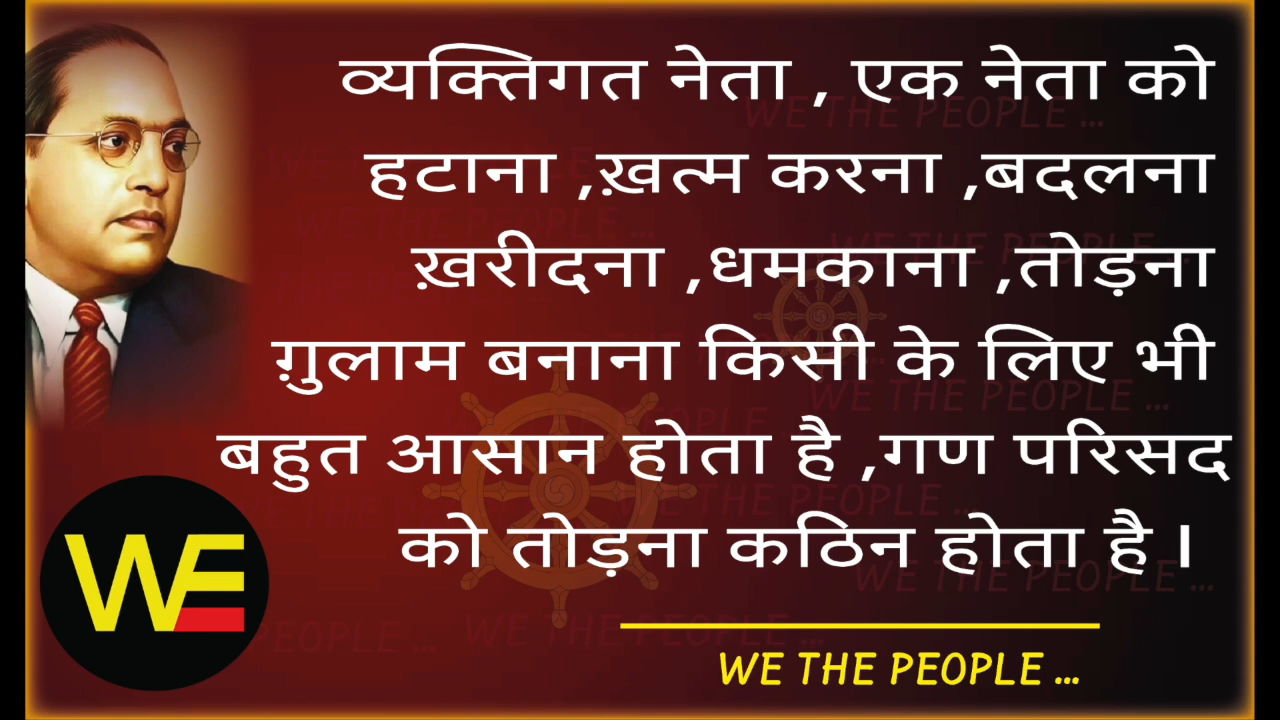 व्यक्तिगत नेता , एक नेता को
हटाना ,ख़त्म करना ,बदलना
ख़रीदना ,धमकाना ,तोड़ना
ग़ुलाम बनाना किसी के लिए भी
बहुत आसान होता है ,गण परिसद
को तोड़ना कठिन होता है ।
WE
WE THE PEOPLE ...